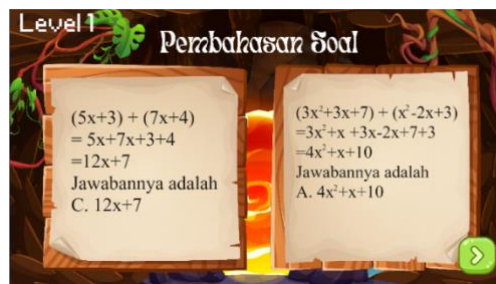 Level 1
Pembahasan Soal
(5x+3) + (7x+4)
= 5x+7x+3+4
=12x+7
Jawabannya adalah
C. 12x+7
(3x²+3x+7) + (x²-2x+3)
=3x²+x +3x-2x+7+3
=4x²+x+10
Jawabannya adalah
A. 4x²+x+10